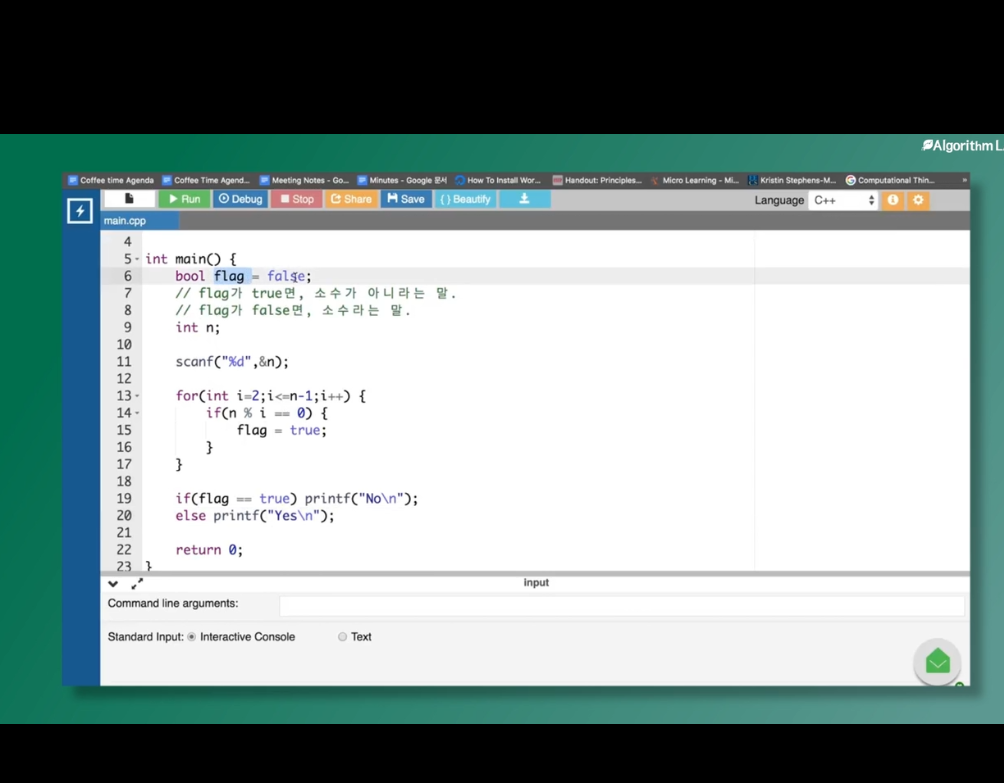 Algorithm L
Coffee time Agenda Coffee Time Agend... Meeting Notes - Go... Minutes - Google 문서 How To Install Wor... Handout: Principles... Micro Learning - Mi... Kristin Stephens-M... Computational Thin... »
Run Debug Stop Share Save {} Beautify Language C++
main.cpp
4
5 int main() {
6 bool flag = false;
7 // flag가 true면, 소수가 아니라는 말.
8 // flag가 false면, 소수라는 말.
9 int n;
10
11 scanf("%d",&n);
12
13 for(int i=2;i<=n-1;i++) {
14 if(n % i == 0) {
15 flag = true;
16 }
17 }
18
19 if(flag == true) printf("No\n");
20 else printf("Yes\n");
21
22 return 0;
23 }
input
Command line arguments:
Standard Input: Interactive Console Text